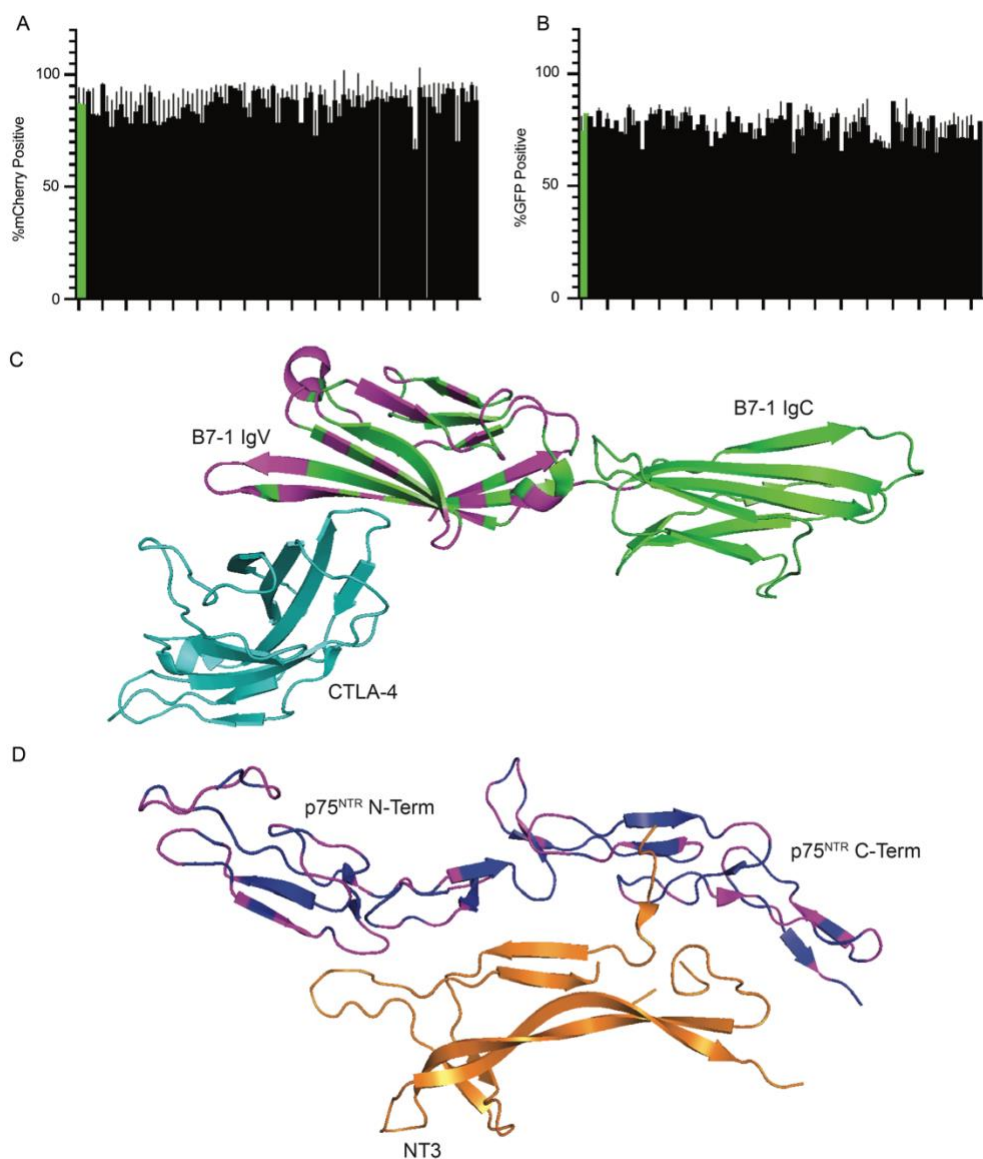 A
B
100
50
0
%mCherry Positive
100
50
0
%GFP Positive
C
B7-1 IgV
B7-1 IgC
CTLA-4
D
p75NTR N-Term
p75NTR C-Term
NT3